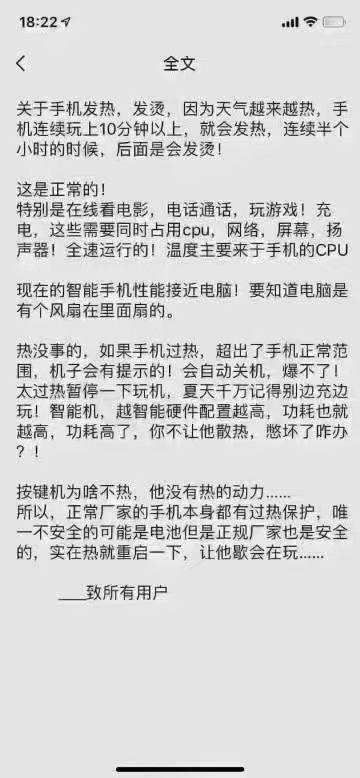 18:22
全文
关于手机发热，发烫，因为天气越来越热，手
机连续玩上10分钟以上，就会发热，连续半个
小时的时候，后面是会发烫！
这是正常的！
特别是在线看电影，电话通话，玩游戏！充
电，这些需要同时占用cpu，网络，屏幕，扬
声器！全速运行的！温度主要来于手机的CPU
现在的智能手机性能接近电脑！要知道电脑是
有个风扇在里面扇的。
热没事的，如果手机过热，超出了手机正常范
围，机子会有提示的！会自动关机，爆不了！
太过热暂停一下玩机，夏天千万记得别边充边
玩！智能机，越智能硬件配置越高，功耗也就
越高，功耗高了，你不让他散热，憋坏了咋办
？！
按键机为啥不热，他没有热的动力......
所以，正常厂家的手机本身都有过热保护，唯
一不安全的可能是电池但是正规厂家也是安全
的，实在热就重启一下，让他歇会在玩......
___致所有用户